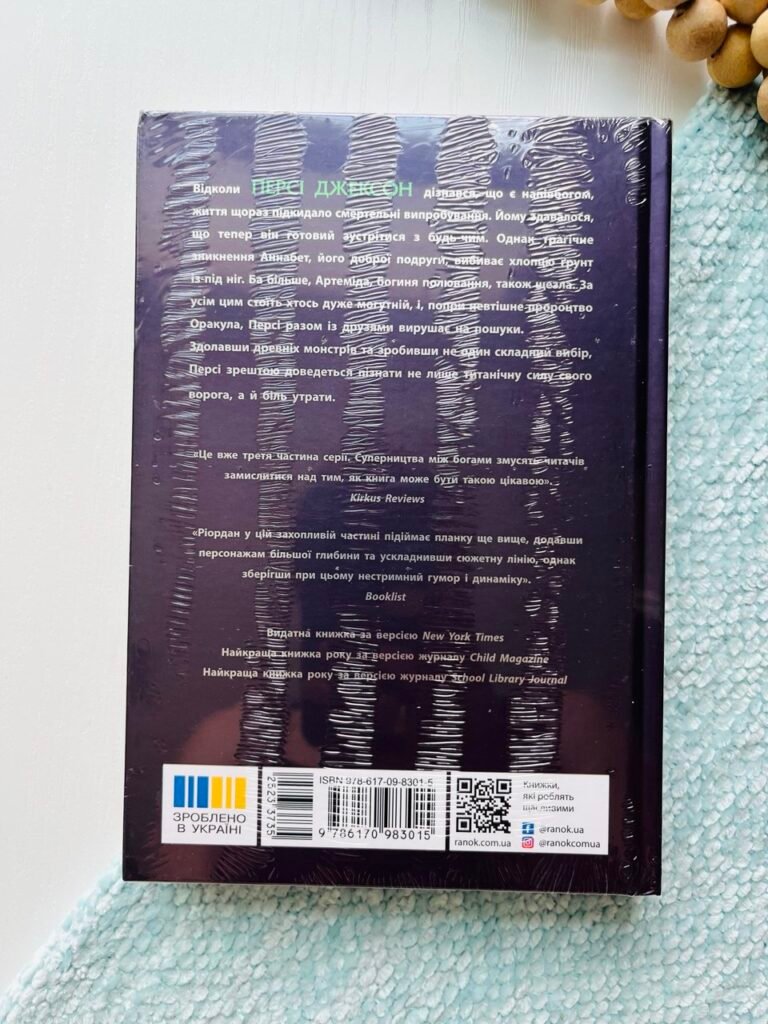 Відколи ПЕРСІ ДЖЕКСОН дізнався, що є напівбогом,
життя щораз підкидало смертельні випробування. Йому здавалося,
що тепер він готовий зустрітися з будь-чим. Однак трагічне
зникнення Аннабет, його доброї подруги, вибиває хлопцю ґрунт
із-під ніг. Ба більше, Артеміда, богиня полювання, також щезла. За
усім цим стоїть хтось дуже могутній, і, попри невтішне пророцтво
Оракула, Персі разом із друзями вирушає на пошуки.
Здолавши древніх монстрів та зробивши не один складний вибір,
Персі зрештою доведеться пізнати не лише титанічну силу свого
ворога, а й біль утрати.
«Це вже третя частина серії. Суперництва між богами змусять читачів
замислитися над тим, як книга може бути такою цікавою».
Kirkus Reviews
«Ріордан у цій захопливій частині підіймає планку ще вище, додавши
персонажам більшої глибини та ускладнивши сюжетну лінію, однак
зберігши при цьому нестримний гумор і динаміку».
Booklist
Видатна книжка за версією New York Times
Найкраща книжка року за версією журналу Child Magazine
Найкраща книжка року за версією журналу School Library Journal
ЗРОБЛЕНО
В УКРАЇНІ
2523 3735
ISBN 978-617-09-8301-5
9 786170 983015
ranok.com.ua
Книжки,
які роблять
щасливими
@ranok.ua
@ranokcomua